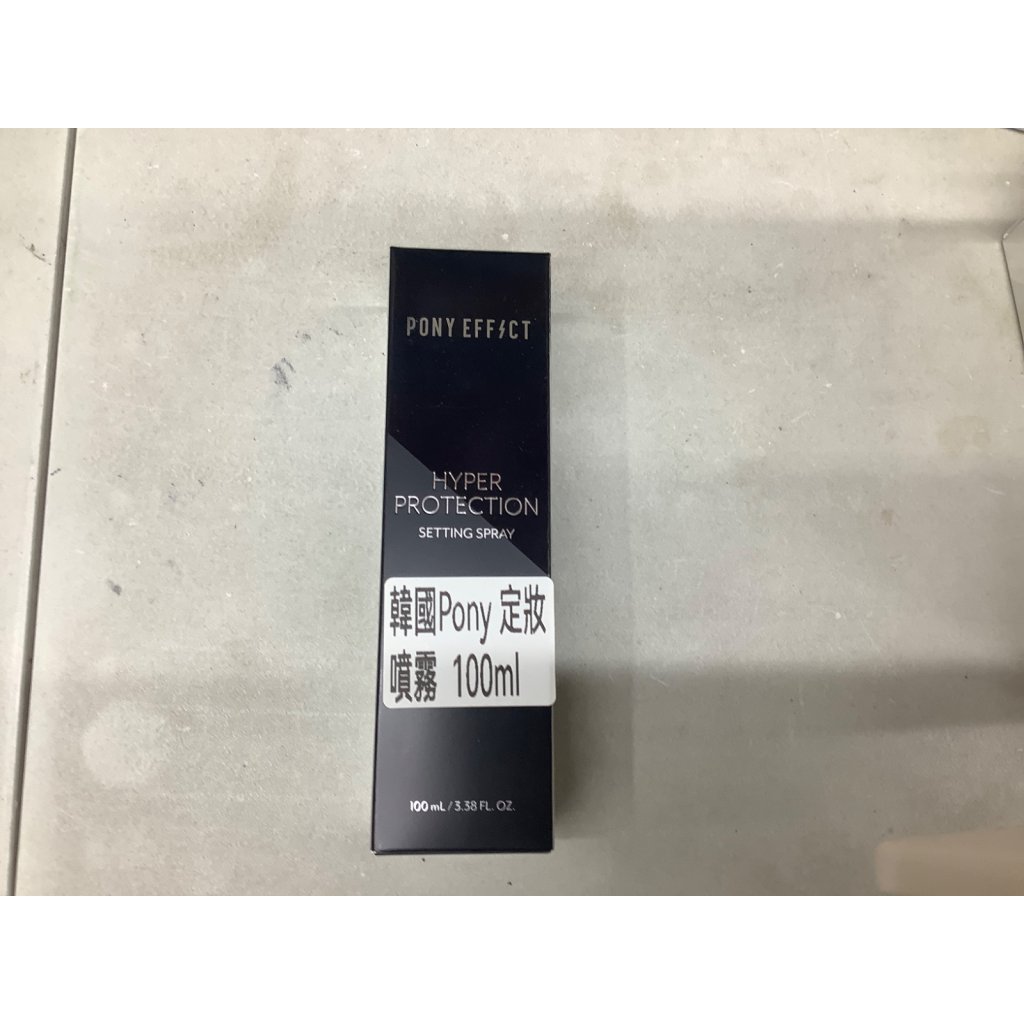 PONY EFFECT
HYPER
PROTECTION
SETTING SPRAY
韓國Pony 定妝
噴霧 100ml
100 mL / 3.38 FL. OZ.